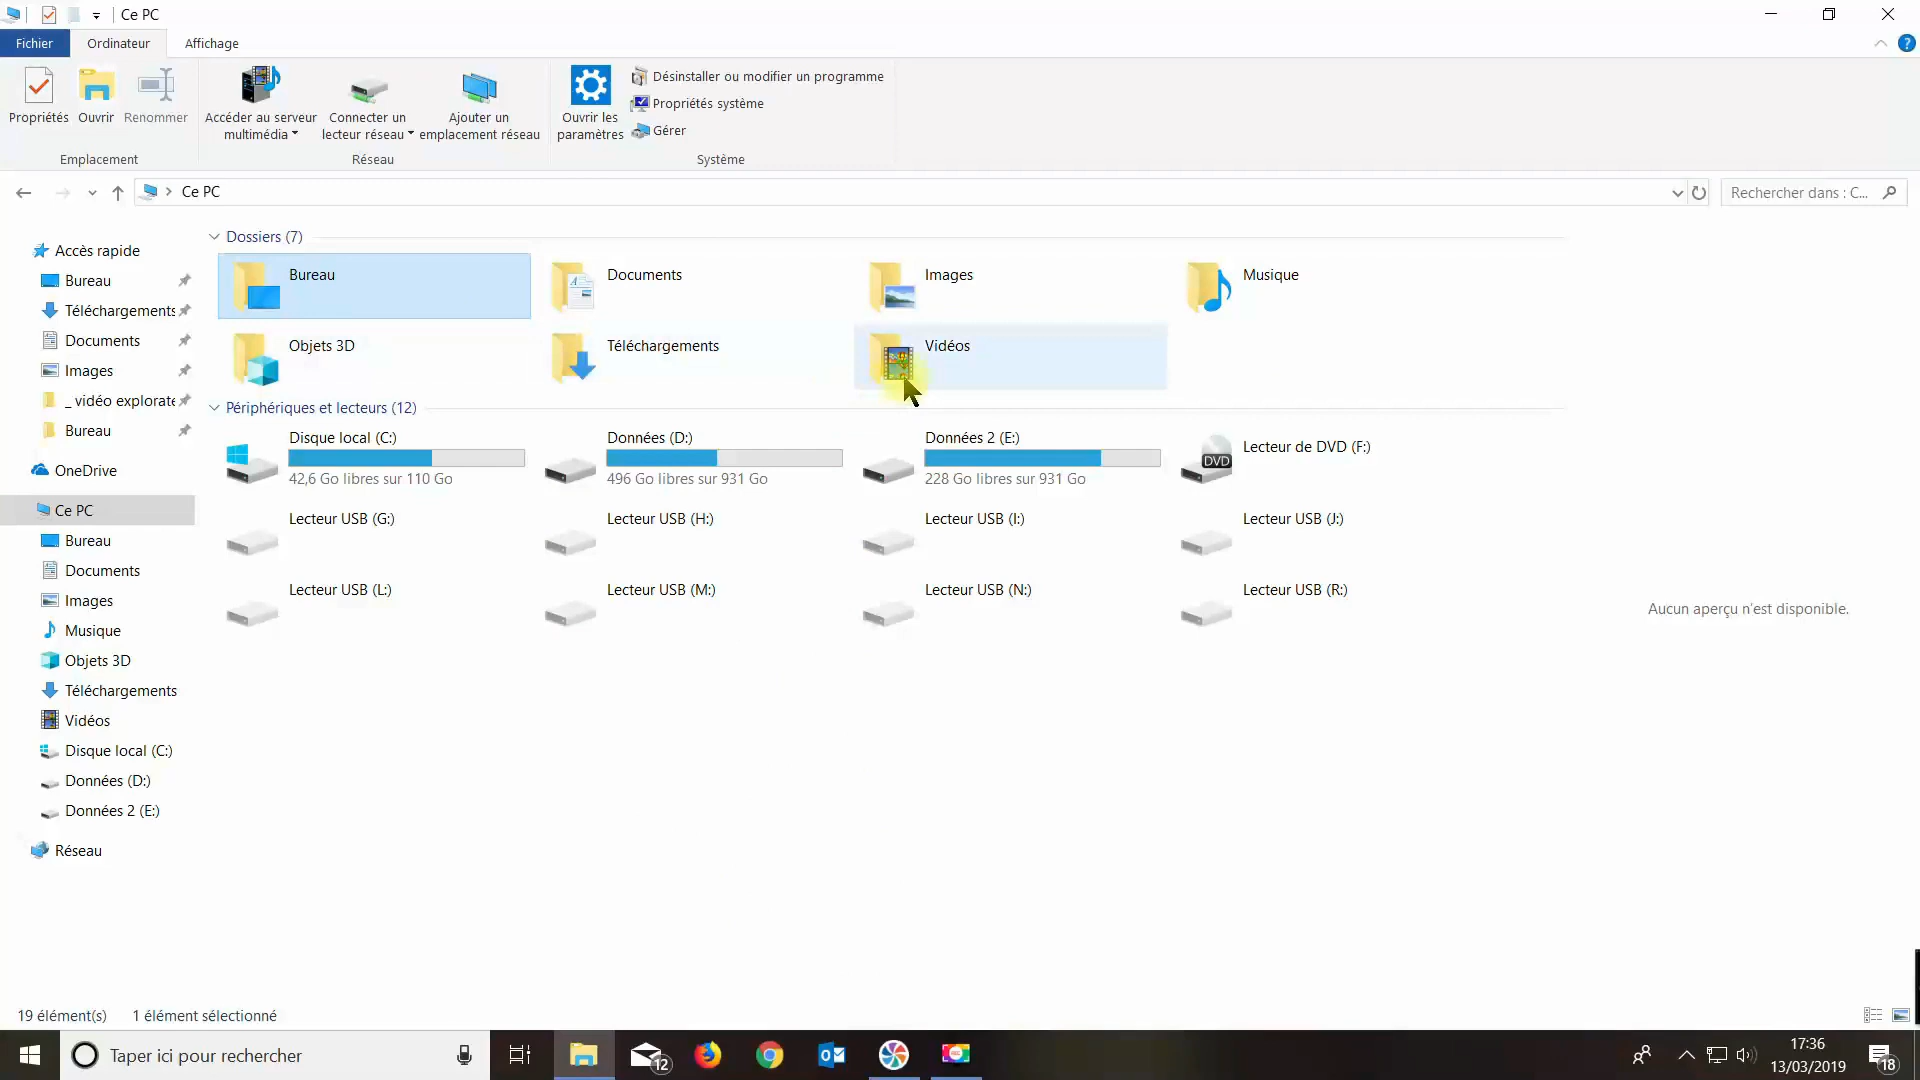 Ce PC
Fichier
Ordinateur
Affichage
Propriétés
Ouvrir
Renommer
Accéder au serveur
multimédia
Connecter un
lecteur réseau
Ajouter un
emplacement réseau
Ouvrir les
paramètres
Désinstaller ou modifier un programme
Propriétés système
Gérer
Emplacement
Réseau
Système
Ce PC
Rechercher dans : C...
Accès rapide
Bureau
Téléchargements
Documents
Images
_ vidéo explorate
Bureau
OneDrive
Ce PC
Bureau
Documents
Images
Musique
Objets 3D
Téléchargements
Vidéos
Disque local (C:)
Données (D:)
Données 2 (E:)
Réseau
Dossiers (7)
Bureau
Documents
Images
Musique
Objets 3D
Téléchargements
Vidéos
Périphériques et lecteurs (12)
Disque local (C:)
42,6 Go libres sur 110 Go
Données (D:)
496 Go libres sur 931 Go
Données 2 (E:)
228 Go libres sur 931 Go
DVD
Lecteur de DVD (F:)
Lecteur USB (G:)
Lecteur USB (H:)
Lecteur USB (I:)
Lecteur USB (J:)
Lecteur USB (L:)
Lecteur USB (M:)
Lecteur USB (N:)
Lecteur USB (R:)
Aucun aperçu n'est disponible.
19 élément(s)
1 élément sélectionné
Taper ici pour rechercher
12
17:36
13/03/2019
18